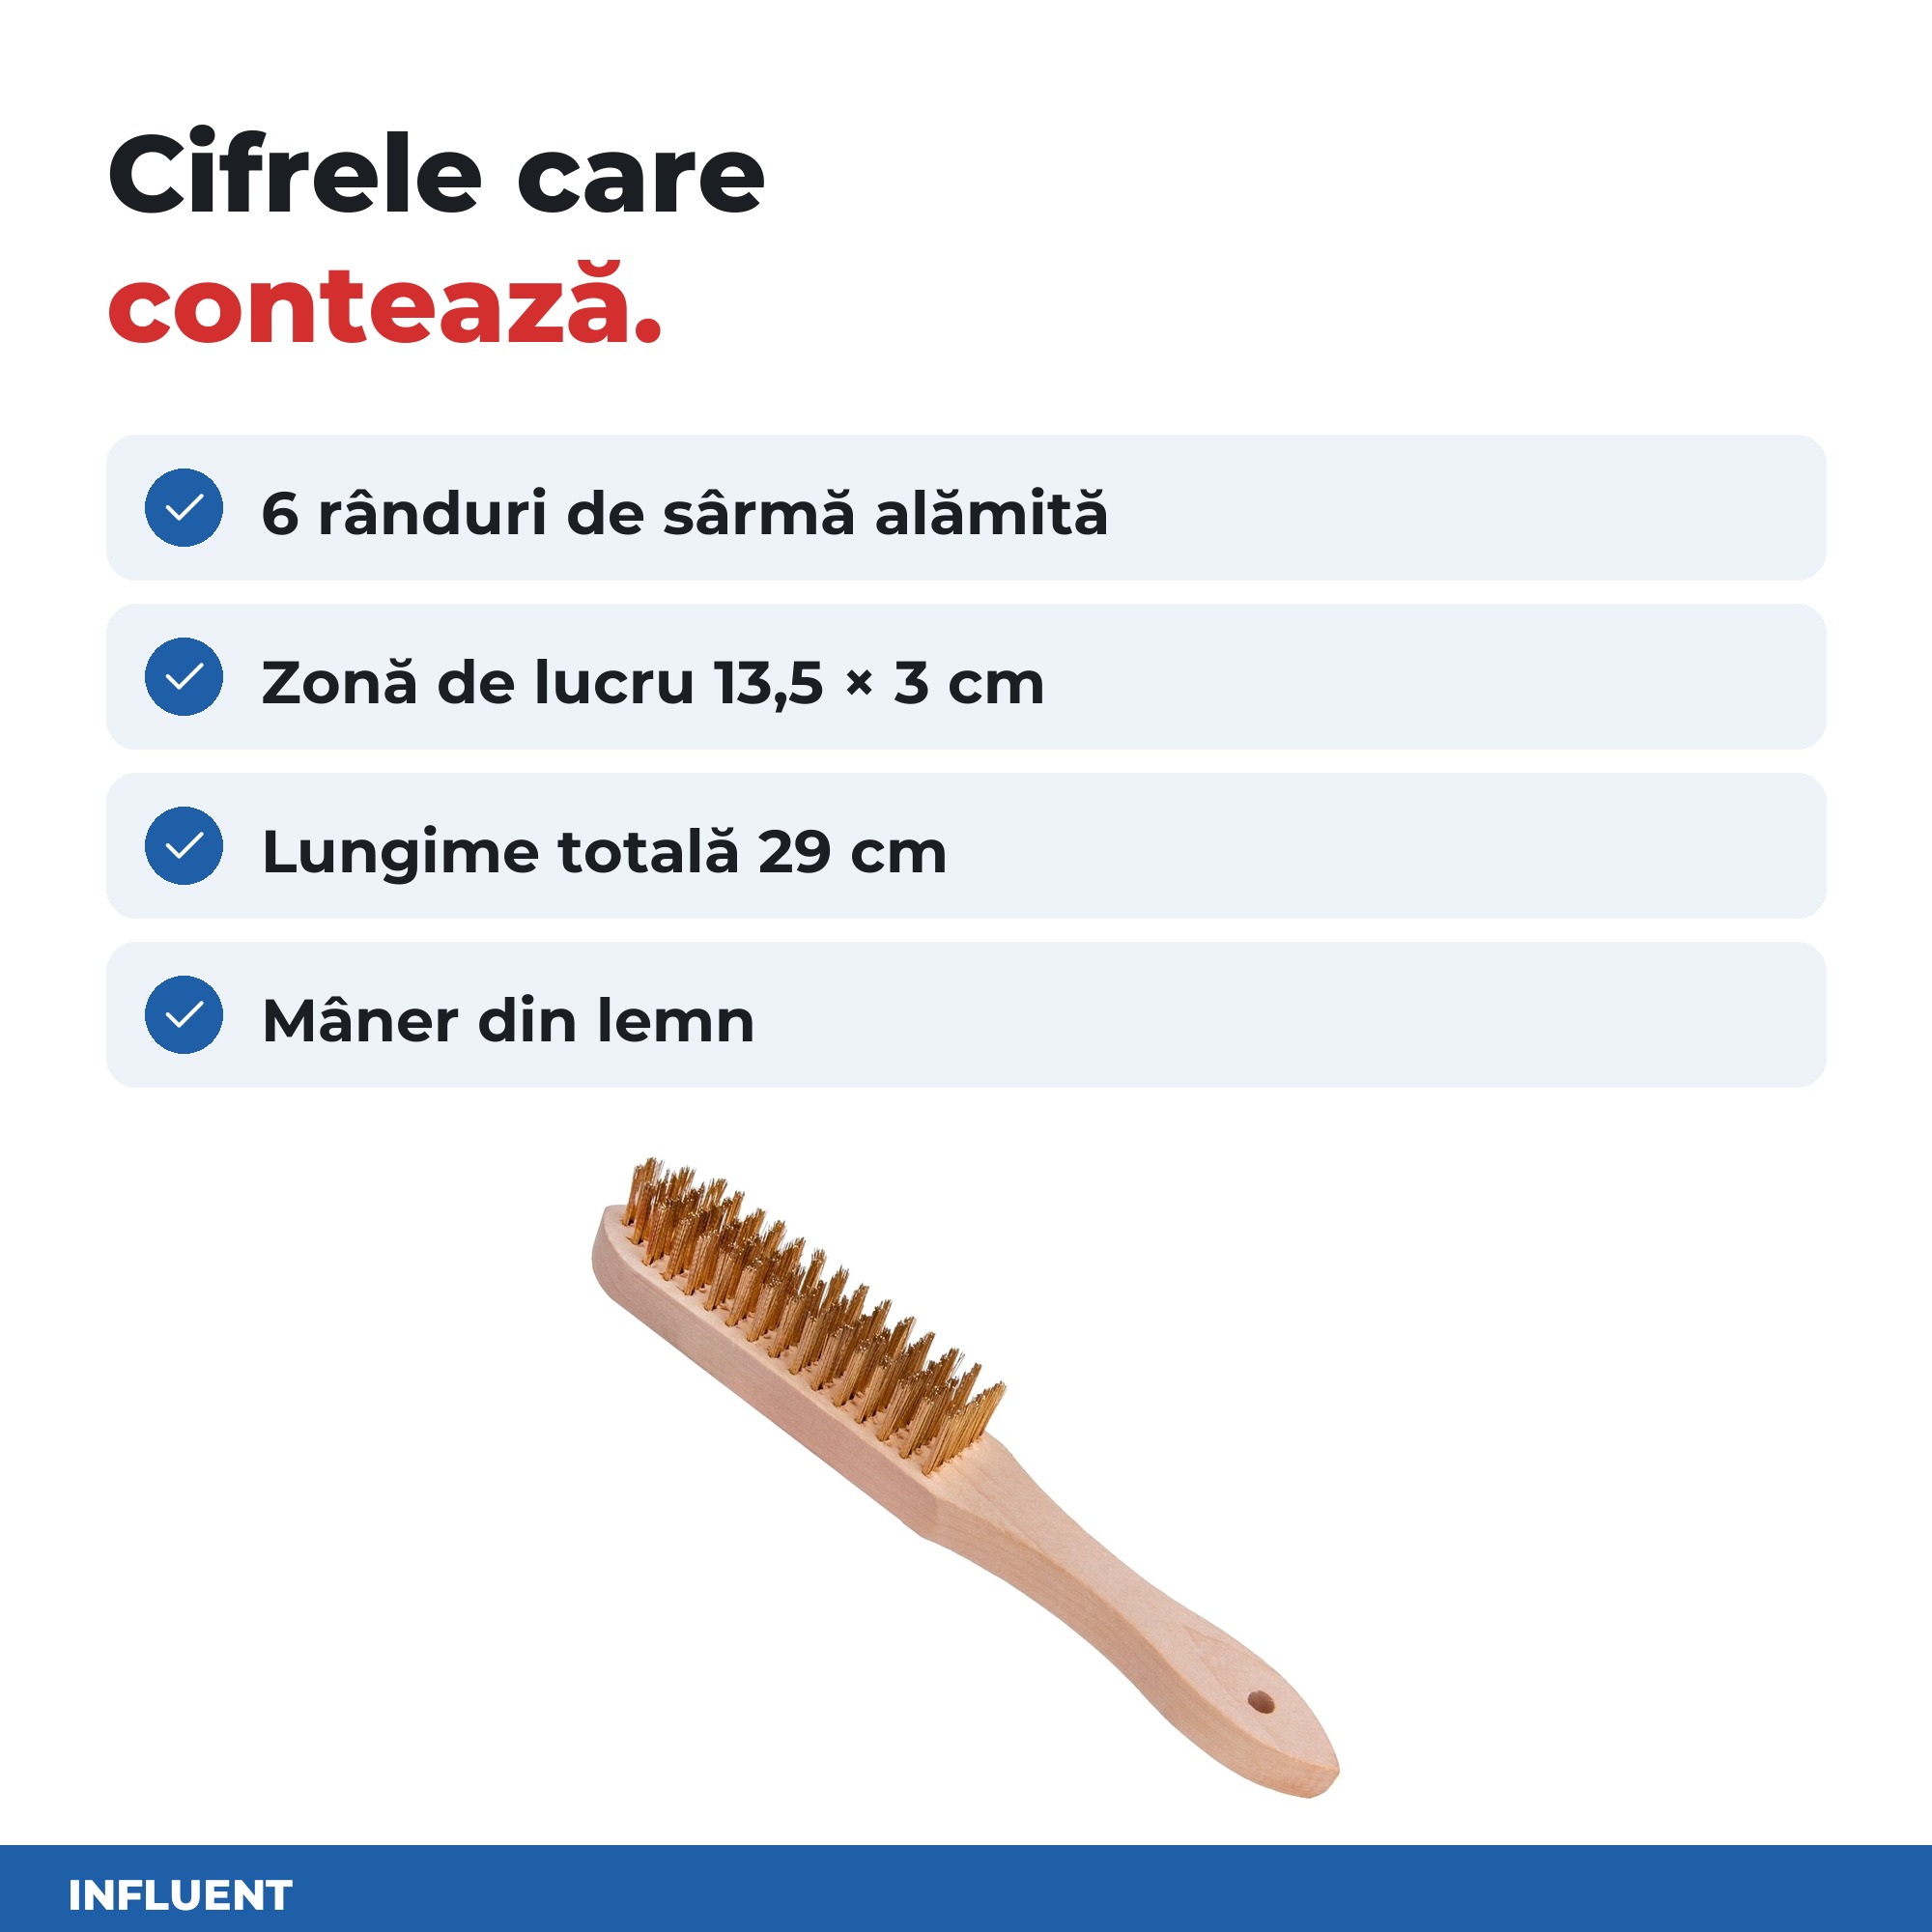 Cifrele care
contează.
6 rânduri de sârmă alămită
Zonă de lucru 13,5 × 3 cm
Lungime totală 29 cm
Mâner din lemn
INFLUENT